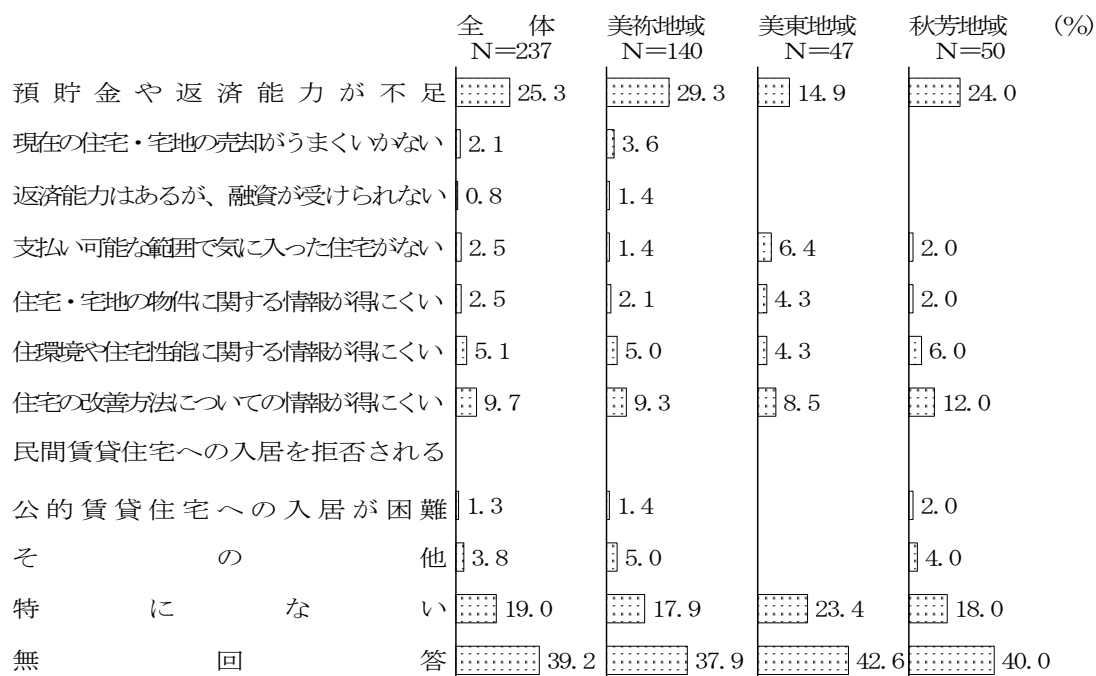 全体 美祢地域 美東地域 秋芳地域 (%)
N＝237 N＝140 N＝47 N＝50
預貯金や返済能力が不足 25.3 29.3 14.9 24.0
現在の住宅・宅地の売却がうまくいかない 2.1 3.6
返済能力はあるが、融資が受けられない 0.8 1.4
支払い可能な範囲で気に入った住宅がない 2.5 1.4 6.4 2.0
住宅・宅地の物件に関する情報が得にくい 2.5 2.1 4.3 2.0
住環境や住宅性能に関する情報が得にくい 5.1 5.0 4.3 6.0
住宅の改善方法についての情報が得にくい 9.7 9.3 8.5 12.0
民間賃貸住宅への入居を拒否される
公的賃貸住宅への入居が困難 1.3 1.4 2.0
その他 3.8 5.0 4.0
特にない 19.0 17.9 23.4 18.0
無回答 39.2 37.9 42.6 40.0